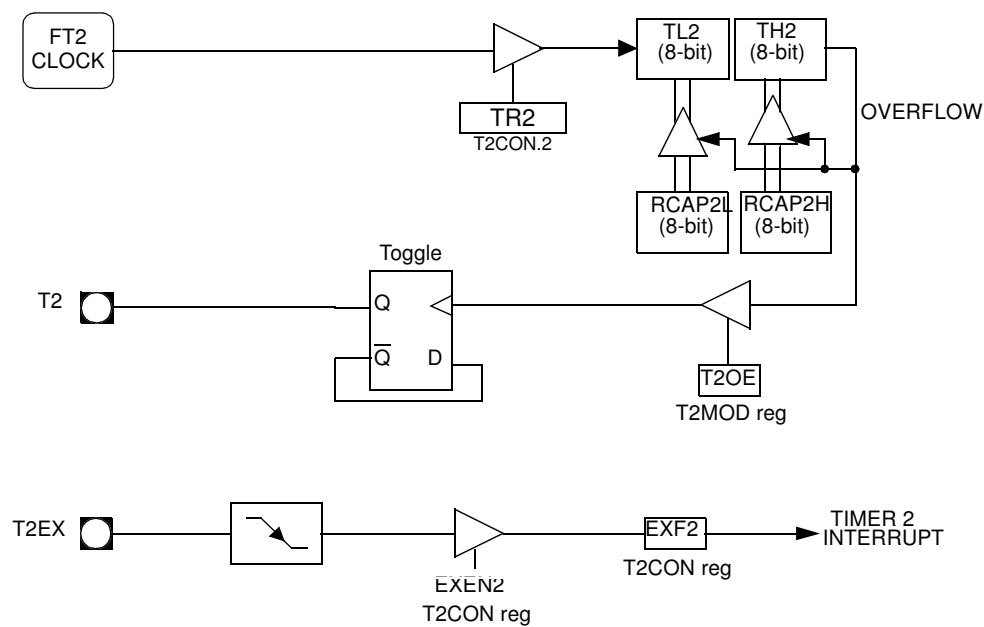 FT2
CLOCK
TR2
T2CON.2
TL2
(8-bit)
TH2
(8-bit)
OVERFLOW
RCAP2L
(8-bit)
RCAP2H
(8-bit)
Toggle
T2
Q
Q
D
T2OE
T2MOD reg
T2EX
EXEN2
T2CON reg
EXF2
T2CON reg
TIMER 2
INTERRUPT